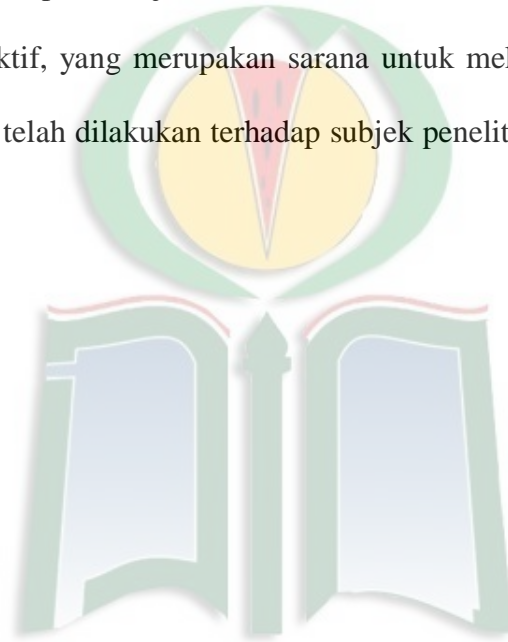 ktif, yang merupakan sarana untuk mel
telah dilakukan terhadap subjek penelit